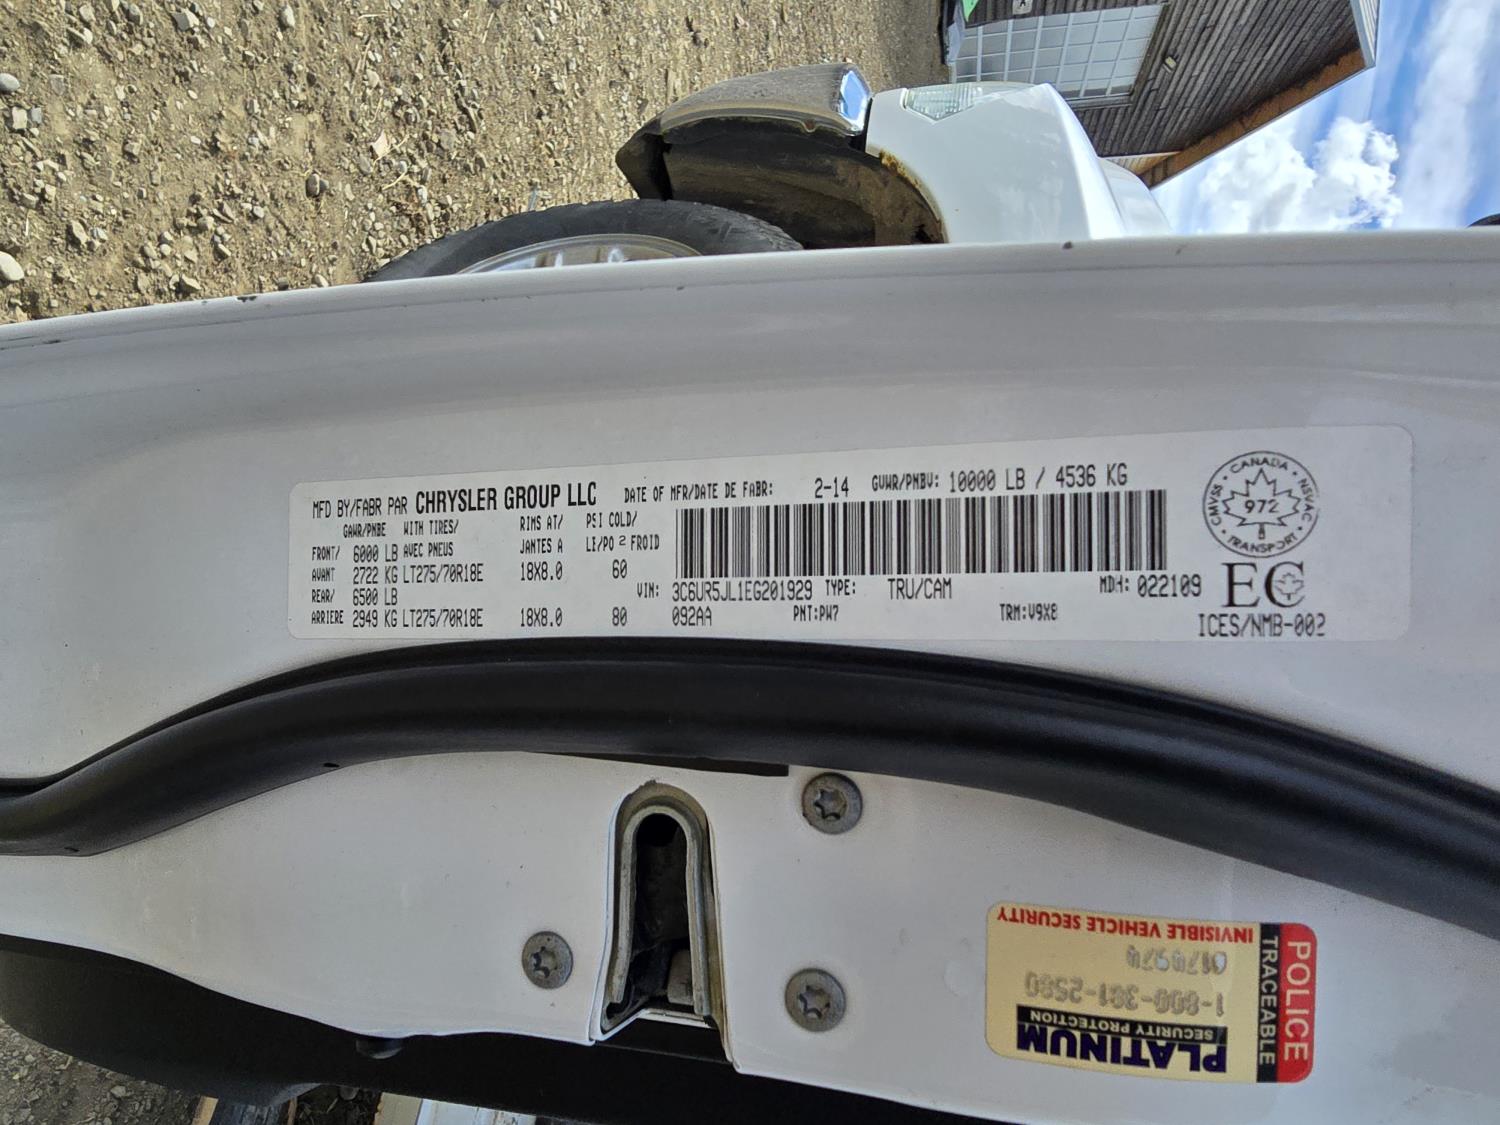 MFD BY/FABR PAR CHRYSLER GROUP LLC DATE OF MFR/DATE DE FABR: 2-14 GVWR/PNBV: 10000 LB / 4536 KG
GAWR/PNBE WITH TIRES/ RIMS AT/ PSI COLD/
FRONT/ 6000 LB AVEC PNEUS JANTES A LI/PO 2 FROID
AVANT 2722 KG LT275/70R18E 18X8.0 60
REAR/ 6500 LB
ARRIERE 2949 KG LT275/70R18E 18X8.0 80
VIN: 3C6UR5JL1EG201929 TYPE: TRU/CAM MDH: 022109
092AA PNT:PW7 TRM:V9X8
CANADA
CMVSS NSVAC
972
TRANSPORT
EC
ICES/NMB-002
PLATINUM
SECURITY PROTECTION
1-800-381-2580
INVISIBLE VEHICLE SECURITY
POLICE
TRACEABLE